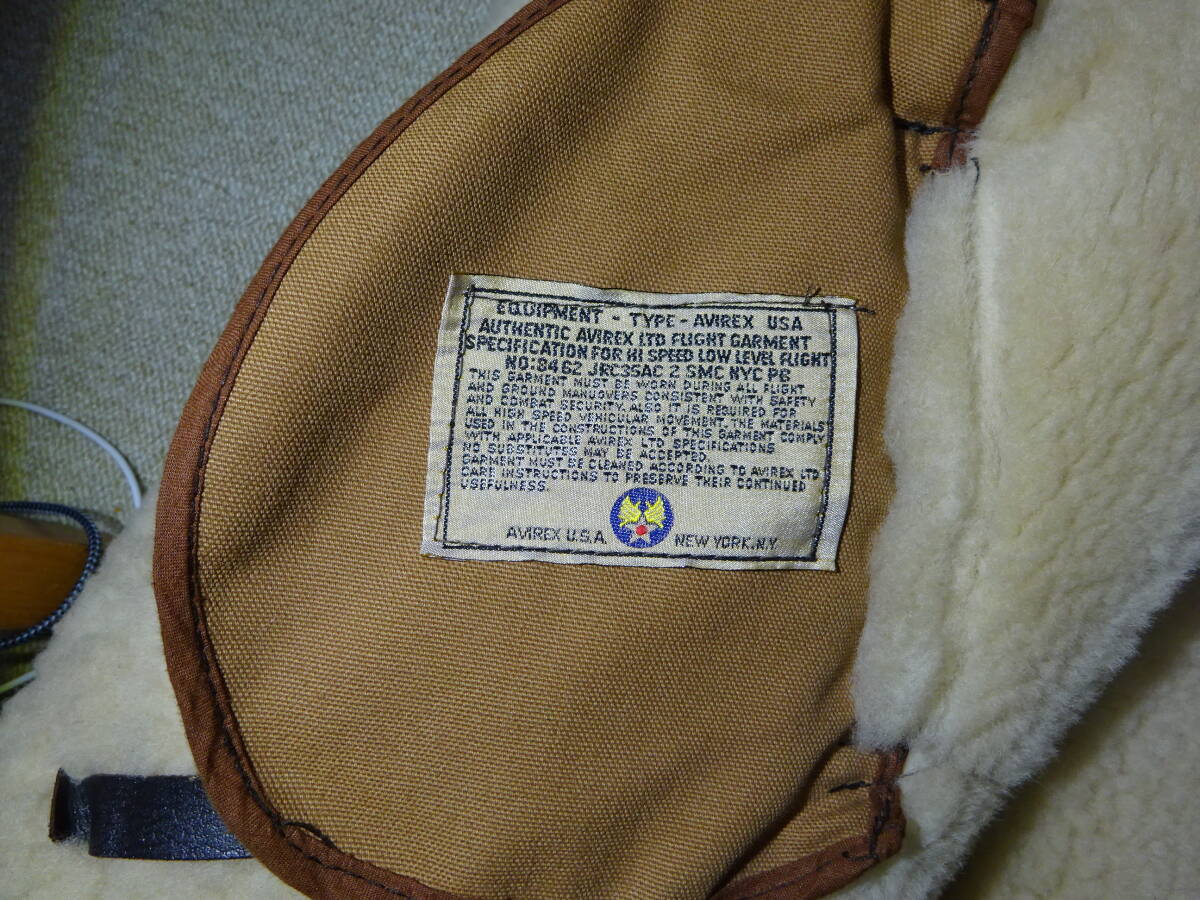 EQUIPMENT - TYPE - AVIREX USA
AUTHENTIC AVIREX LTD FLIGHT GARMENT
SPECIFICATION FOR HI SPEED LOW LEVEL FLIGHT
NO:8462 JRC35AC 2 SMC NYC PB
THIS GARMENT MUST BE WORN DURING ALL FLIGHT
AND GROUND MANUOVERS CONSISTENT WITH SAFETY
AND COMBAT SECURITY. ALSO IT IS REQUIRED FOR
ALL HIGH SPEED VEHICULAR MOVEMENT. THE MATERIALS
USED IN THE CONSTRUCTIONS OF THIS GARMENT COMPLY
WITH APPLICABLE AVIREX LTD SPECIFICATIONS
NO SUBSTITUTES MAY BE ACCEPTED.
GARMENT MUST BE CLEANED ACCORDING TO AVIREX LTD
CARE INSTRUCTIONS TO PRESERVE THEIR CONTINUED
USEFULNESS.
AVIREX U.S.A. NEW YORK.N.Y